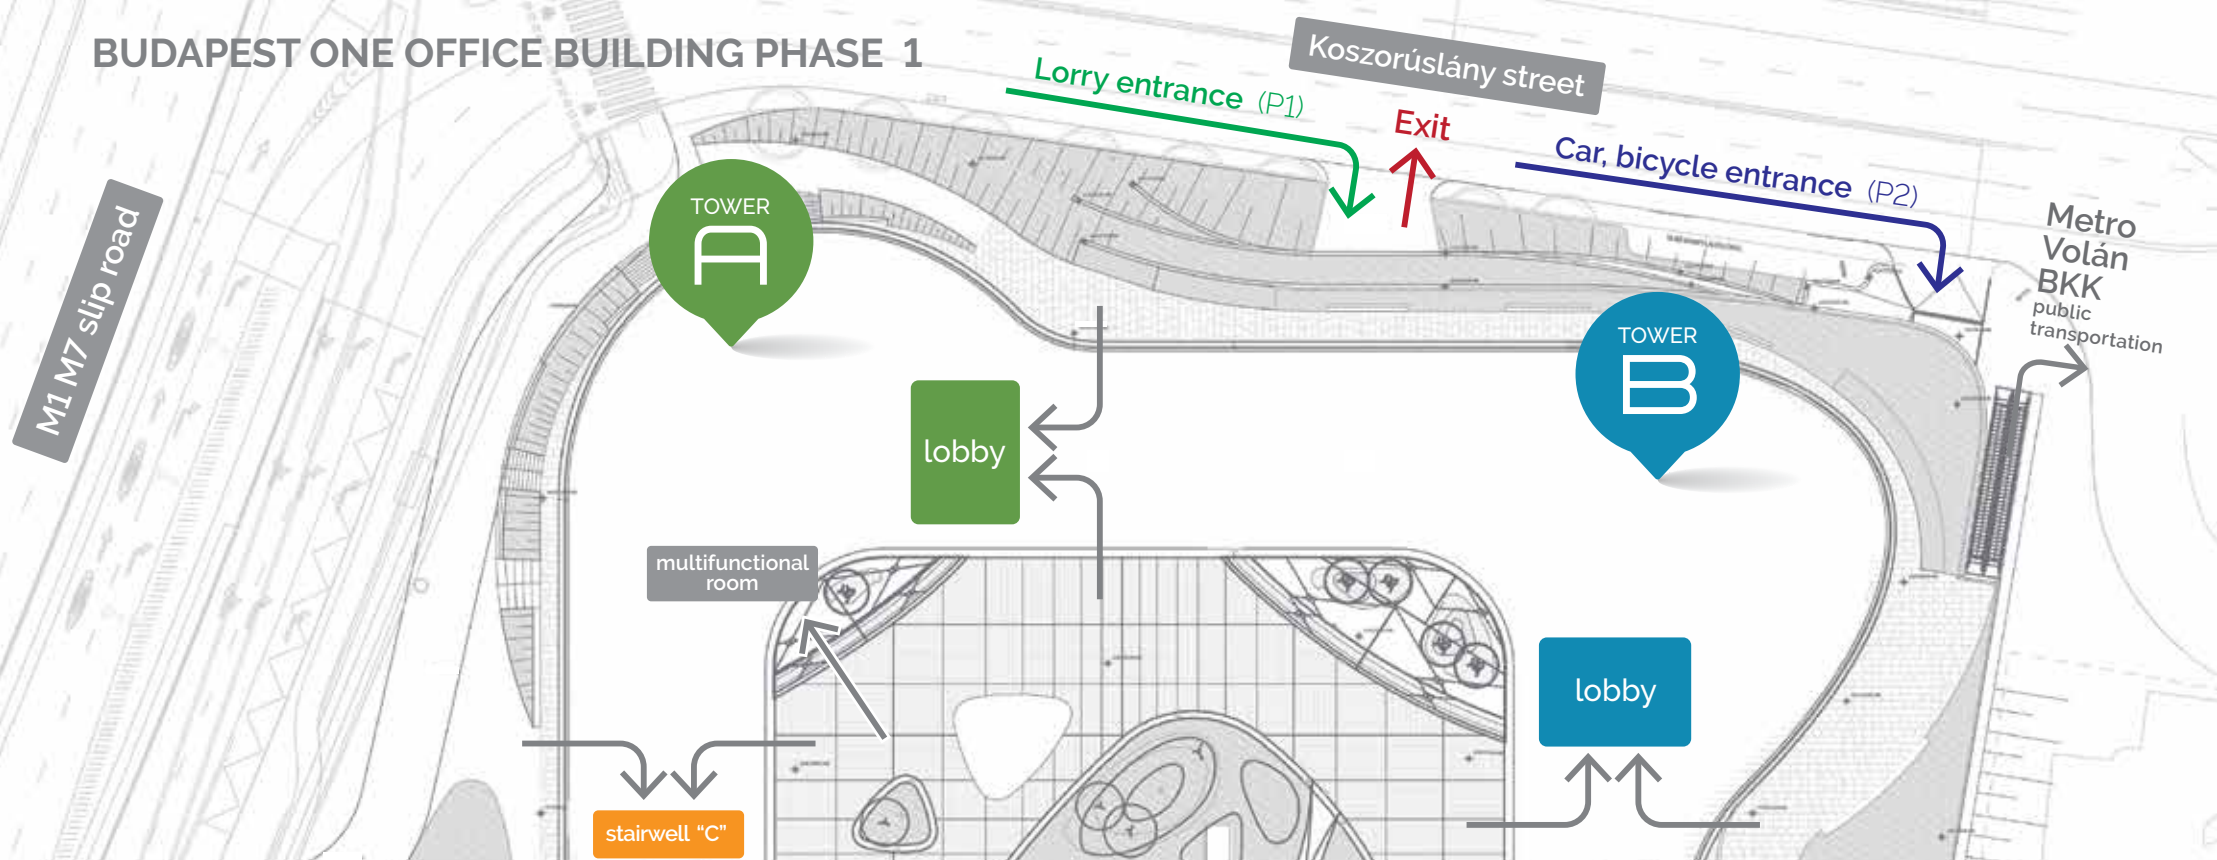 BUDAPEST ONE OFFICE BUILDING PHASE 1
Koszorúslány street
Lorry entrance (P1)
Exit
Car, bicycle entrance (P2)
M1 M7 slip road
TOWER
A
Metro
Volán
BKK
public
transportation
TOWER
B
lobby
multifunctional
room
lobby
stairwell “C”